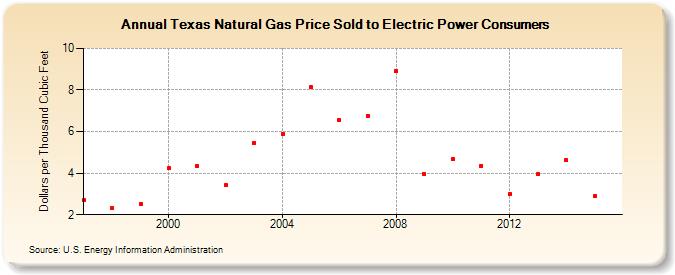 Annual Texas Natural Gas Price Sold to Electric Power Consumers
Dollars per Thousand Cubic Feet
10
8
6
4
2
2000 2004 2008 2012
Source: U.S. Energy Information Administration